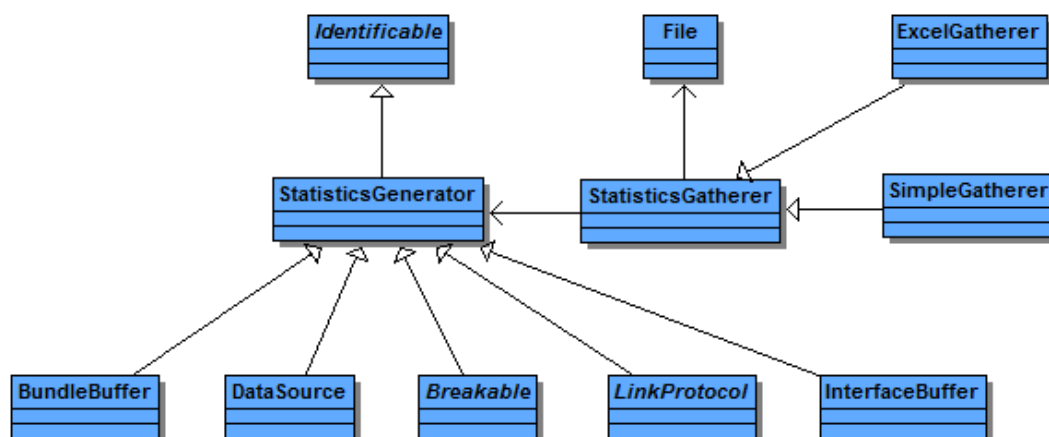 Identificable
File
ExcelGatherer
StatisticsGenerator
StatisticsGatherer
SimpleGatherer
BundleBuffer
DataSource
Breakable
LinkProtocol
InterfaceBuffer